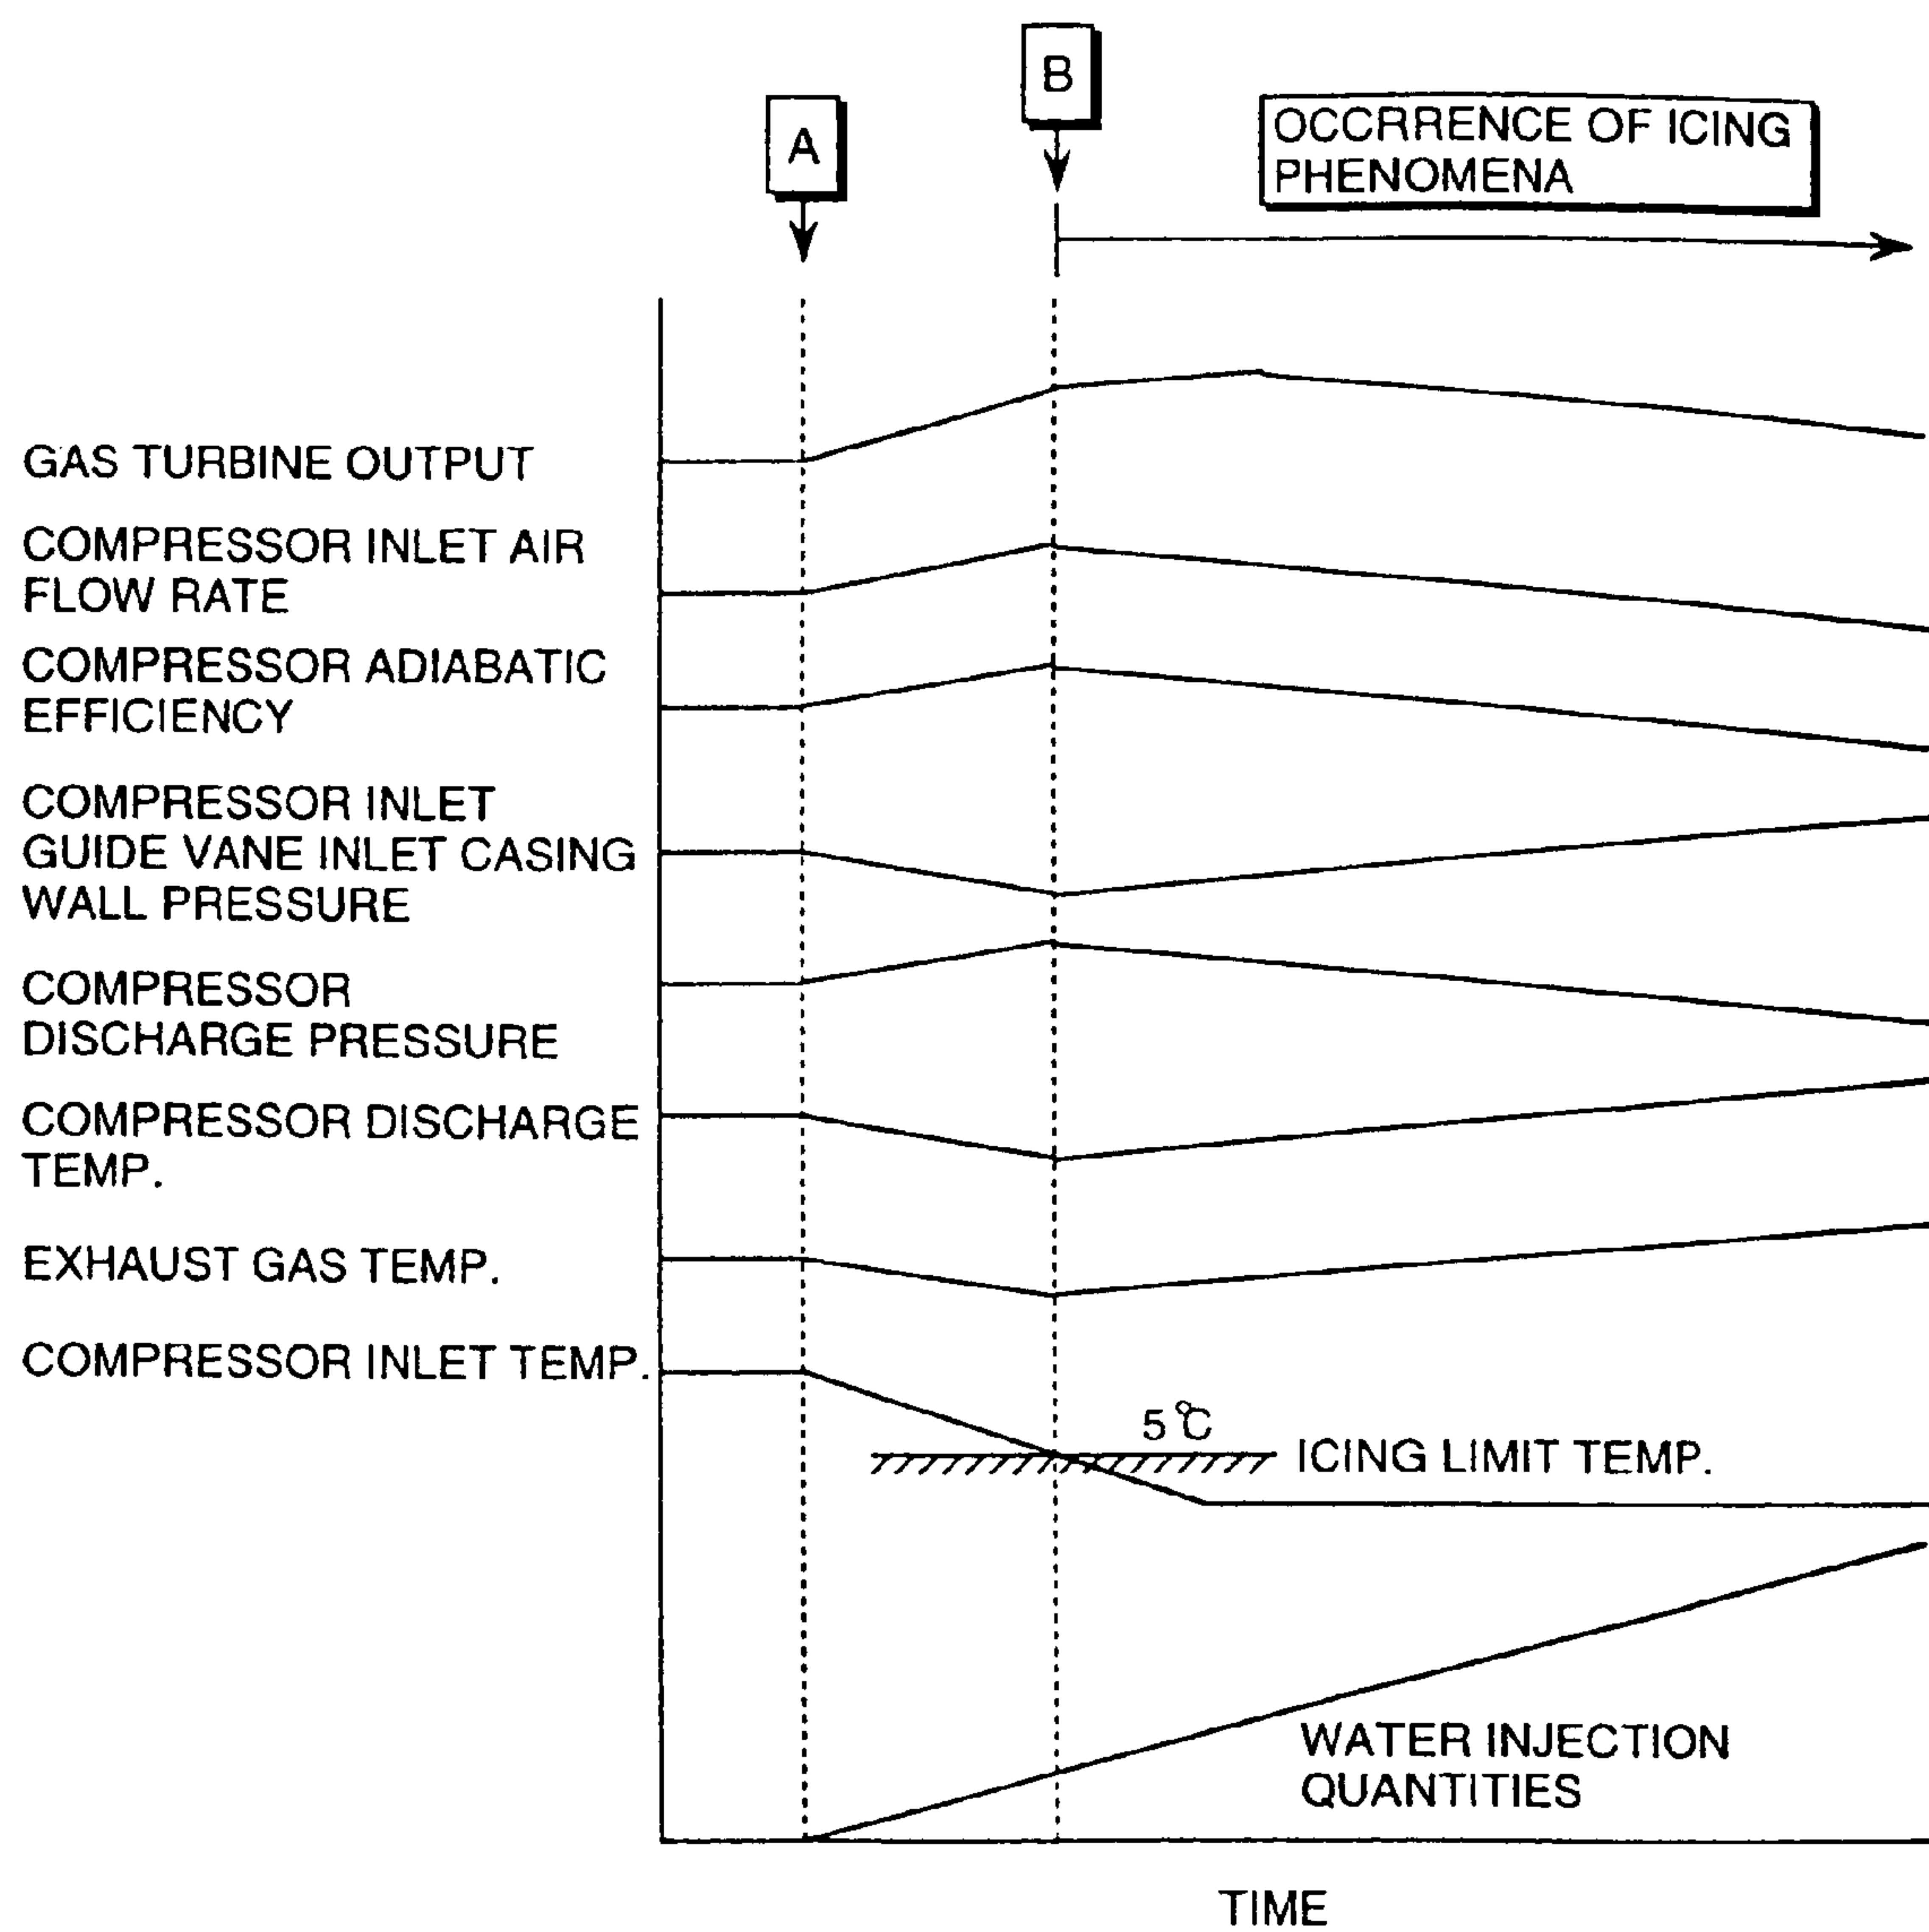 B
A
OCCRRENCE OF ICING
PHENOMENA
GAS TURBINE OUTPUT
COMPRESSOR INLET AIR
FLOW RATE
COMPRESSOR ADIABATIC
EFFICIENCY
COMPRESSOR INLET
GUIDE VANE INLET CASING
WALL PRESSURE
COMPRESSOR
DISCHARGE PRESSURE
COMPRESSOR DISCHARGE
TEMP.
EXHAUST GAS TEMP.
COMPRESSOR INLET TEMP.
5℃
ICING LIMIT TEMP.
WATER INJECTION
QUANTITIES
TIME